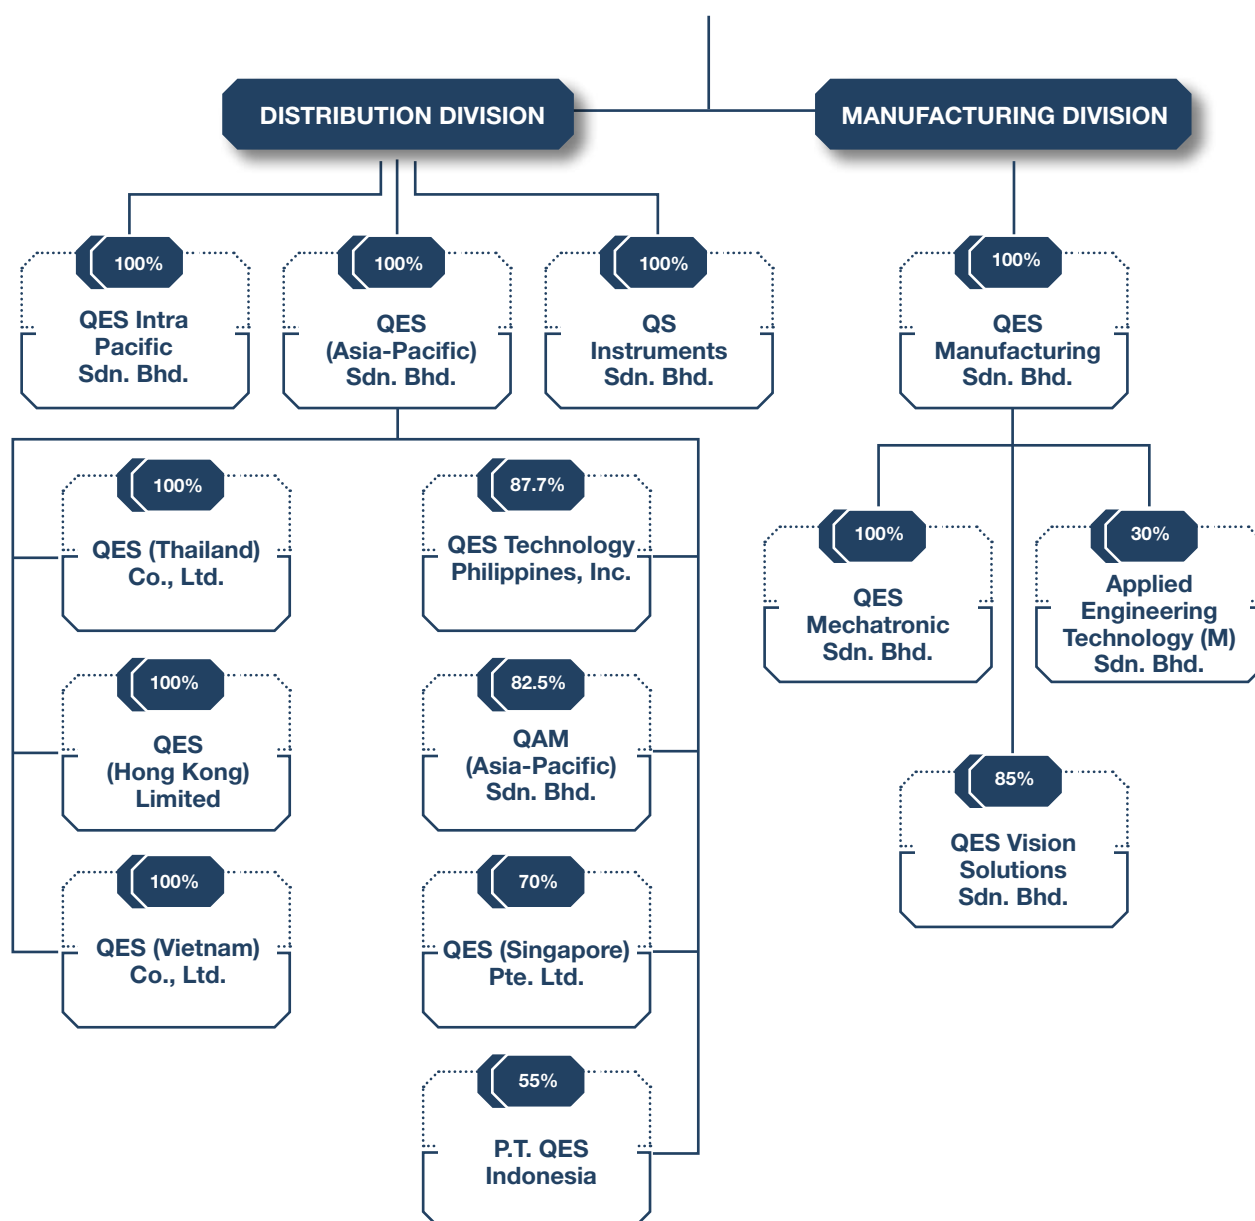 DISTRIBUTION DIVISION
MANUFACTURING DIVISION
100%
QES Intra
Pacific
Sdn. Bhd.
100%
QES
(Asia-Pacific)
Sdn. Bhd.
100%
QS
Instruments
Sdn. Bhd.
100%
QES
Manufacturing
Sdn. Bhd.
100%
QES (Thailand)
Co., Ltd.
87.7%
QES Technology
Philippines, Inc.
100%
QES
Mechatronic
Sdn. Bhd.
30%
Applied
Engineering
Technology (M)
Sdn. Bhd.
100%
QES
(Hong Kong)
Limited
82.5%
QAM
(Asia-Pacific)
Sdn. Bhd.
85%
QES Vision
Solutions
Sdn. Bhd.
100%
QES (Vietnam)
Co., Ltd.
70%
QES (Singapore)
Pte. Ltd.
55%
P.T. QES
Indonesia